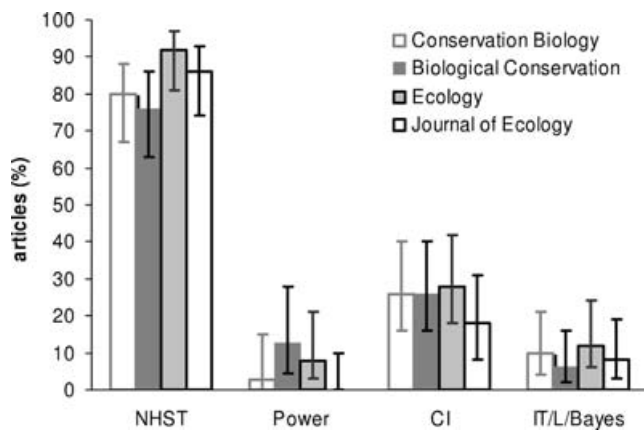 100
90
80
70
60
50
40
30
20
10
0
articles (%)
Conservation Biology
Biological Conservation
Ecology
Journal of Ecology
NHST
Power
CI
IT/L/Bayes